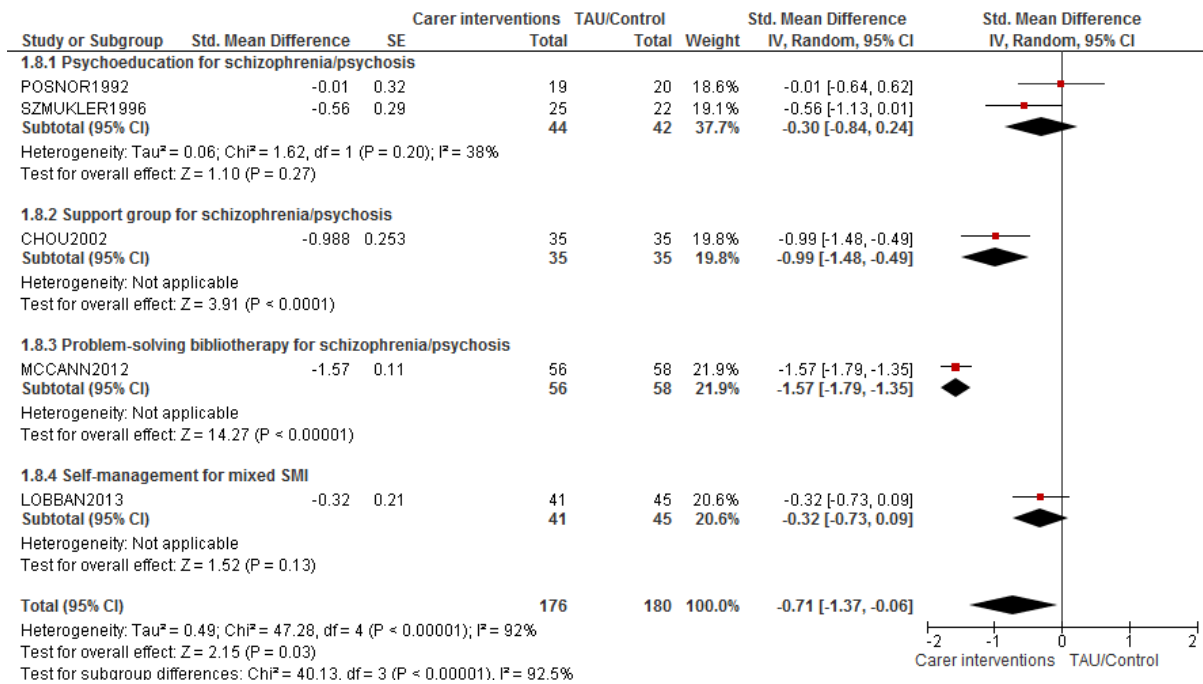 Carer interventions TAU/Control Std. Mean Difference Std. Mean Difference
Study or Subgroup Std. Mean Difference SE Total Total Weight IV, Random, 95% CI IV, Random, 95% CI
1.8.1 Psychoeducation for schizophrenia/psychosis
POSNOR1992 -0.01 0.32 19 20 18.6% -0.01 [-0.64, 0.62]
SZMUKLER1996 -0.56 0.29 25 22 19.1% -0.56 [-1.13, 0.01]
Subtotal (95% CI) 44 42 37.7% -0.30 [-0.84, 0.24]
Heterogeneity: Tau² = 0.06; Chi² = 1.62, df = 1 (P = 0.20); I² = 38%
Test for overall effect: Z = 1.10 (P = 0.27)
1.8.2 Support group for schizophrenia/psychosis
CHOU2002 -0.988 0.253 35 35 19.8% -0.99 [-1.48, -0.49]
Subtotal (95% CI) 35 35 19.8% -0.99 [-1.48, -0.49]
Heterogeneity: Not applicable
Test for overall effect: Z = 3.91 (P < 0.0001)
1.8.3 Problem-solving bibliotherapy for schizophrenia/psychosis
MCCANN2012 -1.57 0.11 56 58 21.9% -1.57 [-1.79, -1.35]
Subtotal (95% CI) 56 58 21.9% -1.57 [-1.79, -1.35]
Heterogeneity: Not applicable
Test for overall effect: Z = 14.27 (P < 0.00001)
1.8.4 Self-management for mixed SMI
LOBBAN2013 -0.32 0.21 41 45 20.6% -0.32 [-0.73, 0.09]
Subtotal (95% CI) 41 45 20.6% -0.32 [-0.73, 0.09]
Heterogeneity: Not applicable
Test for overall effect: Z = 1.52 (P = 0.13)
Total (95% CI) 176 180 100.0% -0.71 [-1.37, -0.06]
Heterogeneity: Tau² = 0.49; Chi² = 47.28, df = 4 (P < 0.00001); I² = 92%
Test for overall effect: Z = 2.15 (P = 0.03)
Test for subgroup differences: Chi² = 40.13, df = 3 (P < 0.00001), I² = 92.5%
-2 -1 0 1 2
Carer interventions TAU/Control